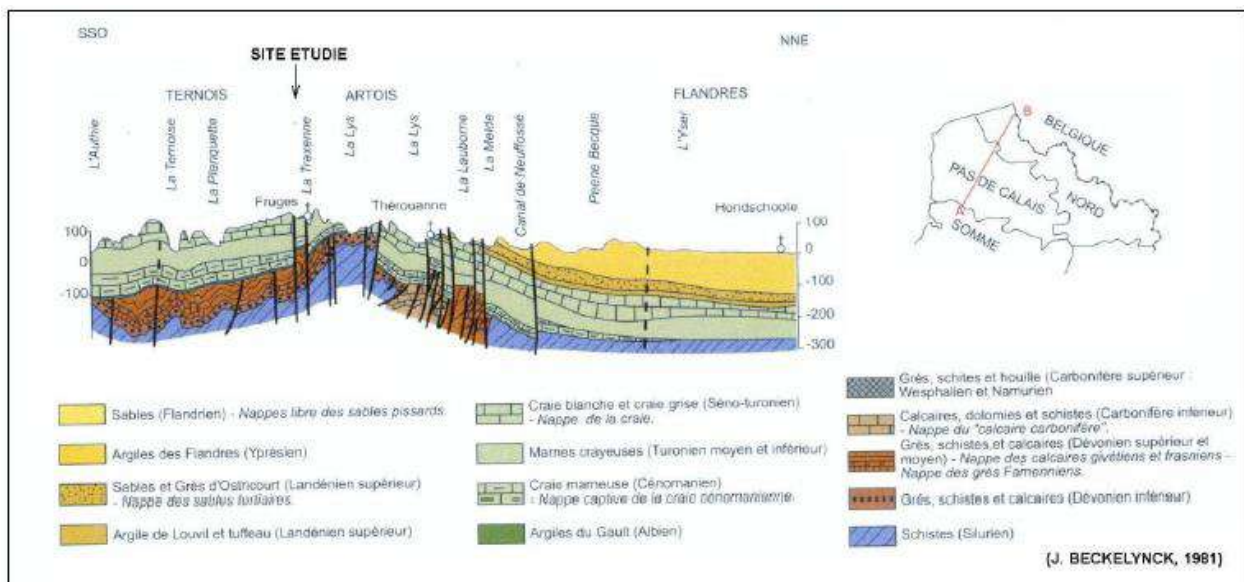 SSO
NNE
SITE ETUDIE
TERNOIS
ARTOIS
FLANDRES
L'Authie
La Ternoise
La Planquette
La Traxenne
La Lys
La Lys
La Lauborne
La Melde
Canal de Neuffossé
Peene Becque
L'Yser
Fruges
Thérouanne
Hondschoote
100
0
-100
100
0
-100
-200
-300
B
BELGIQUE
PAS DE CALAIS
NORD
A
SOMME
Sables (Flandrien) - Nappes libre des sables pissards.
Argiles des Flandres (Yprésien)
Sables et Grés d'Ostricourt (Landénien supérieur)
- Nappe des sables tertiaires.
Argile de Louvil et tuffeau (Landénien supérieur)
Craie blanche et craie grise (Séno-turonien)
- Nappe de la craie.
Marnes crayeuses (Turonien moyen et inférieur)
Craie marneuse (Cénomanien)
: Nappe captive de la craie cénomanienne.
Argiles du Gault (Albien)
Grés, schites et houille (Carbonifère supérieur :
Wesphalien et Namurien
Calcaires, dolomies et schistes (Carbonifère inférieur)
- Nappe du "calcaire carbonifère".
Grés, schistes et calcaires (Dévonien supérieur et
moyen) - Nappe des calcaires givétiens et frasniens -
Nappe des grés Famenniens.
Grés, schistes et calcaires (Dévonien inférieur)
Schistes (Silurien)
(J. BECKELYNCK, 1981)